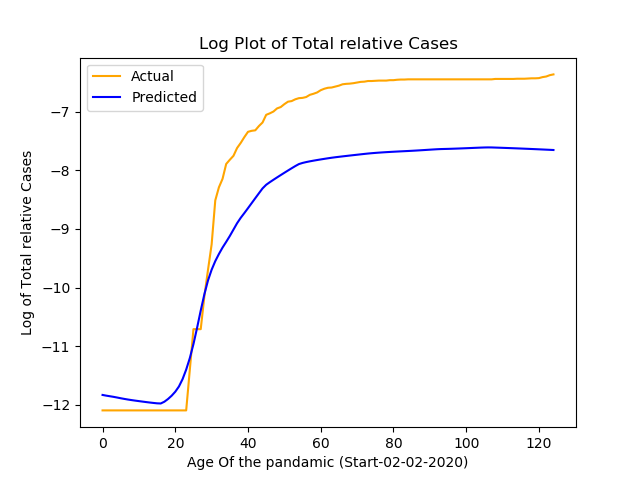 Log Plot of Total relative Cases
Actual
Predicted
Log of Total relative Cases
−7
−8
−9
−10
−11
−12
0 20 40 60 80 100 120
Age Of the pandamic (Start-02-02-2020)